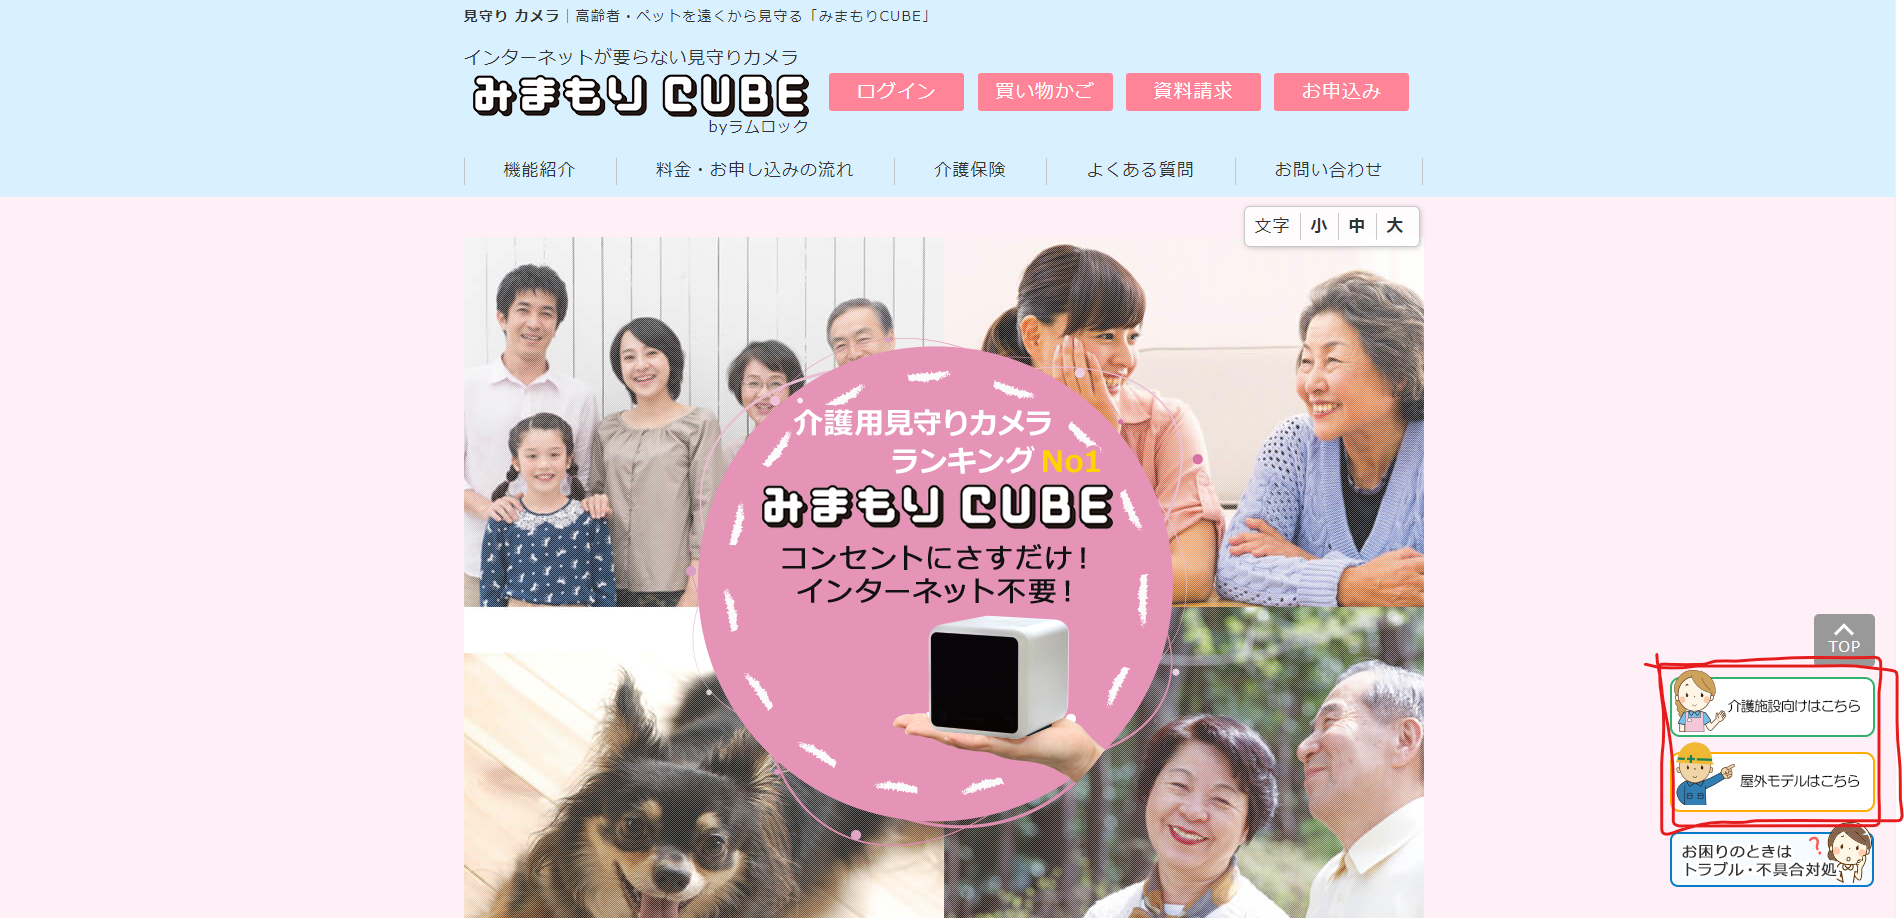 見守り カメラ｜高齢者・ペットを遠くから見守る「みまもりCUBE」
インターネットが要らない見守りカメラ
みまもり CUBE
byラムロック
ログイン
買い物かご
資料請求
お申込み
機能紹介
料金・お申し込みの流れ
介護保険
よくある質問
お問い合わせ
文字 小 中 大
介護用見守りカメラ
ランキング No1
みまもり CUBE
コンセントにさすだけ！
インターネット不要！
TOP
介護施設向けはこちら
屋外モデルはこちら
お困りのときは
トラブル・不具合対処